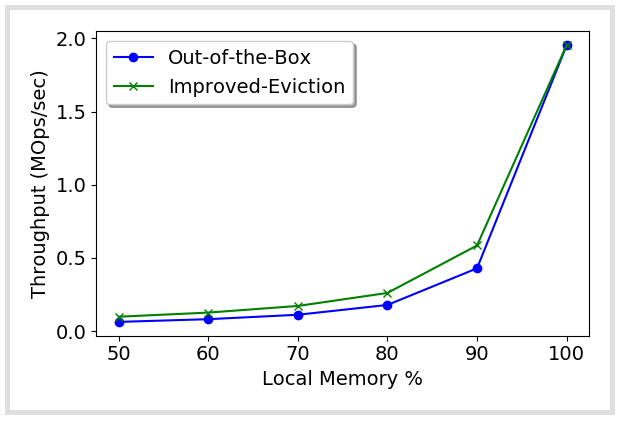 Out-of-the-Box
Improved-Eviction
Throughput (MOps/sec)
2.0
1.5
1.0
0.5
0.0
50 60 70 80 90 100
Local Memory %